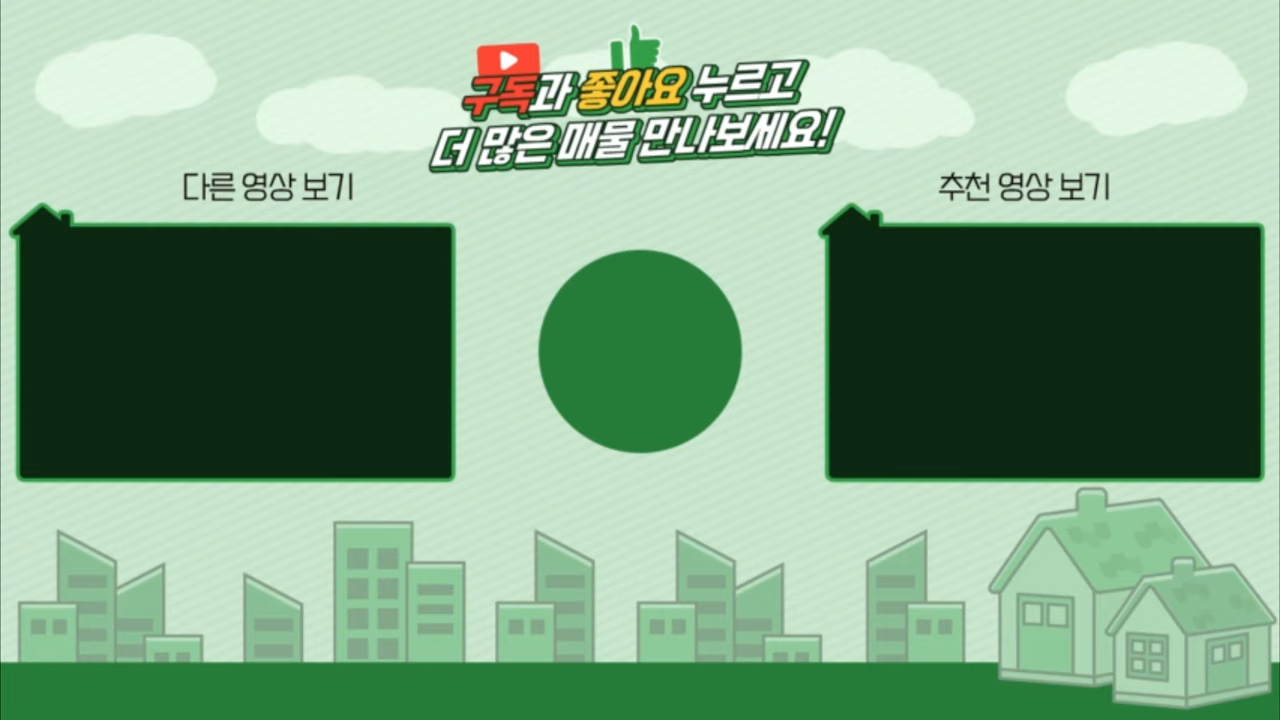 구독과 좋아요 누르고
더 많은 매물 만나보세요!
다른 영상 보기
추천 영상 보기